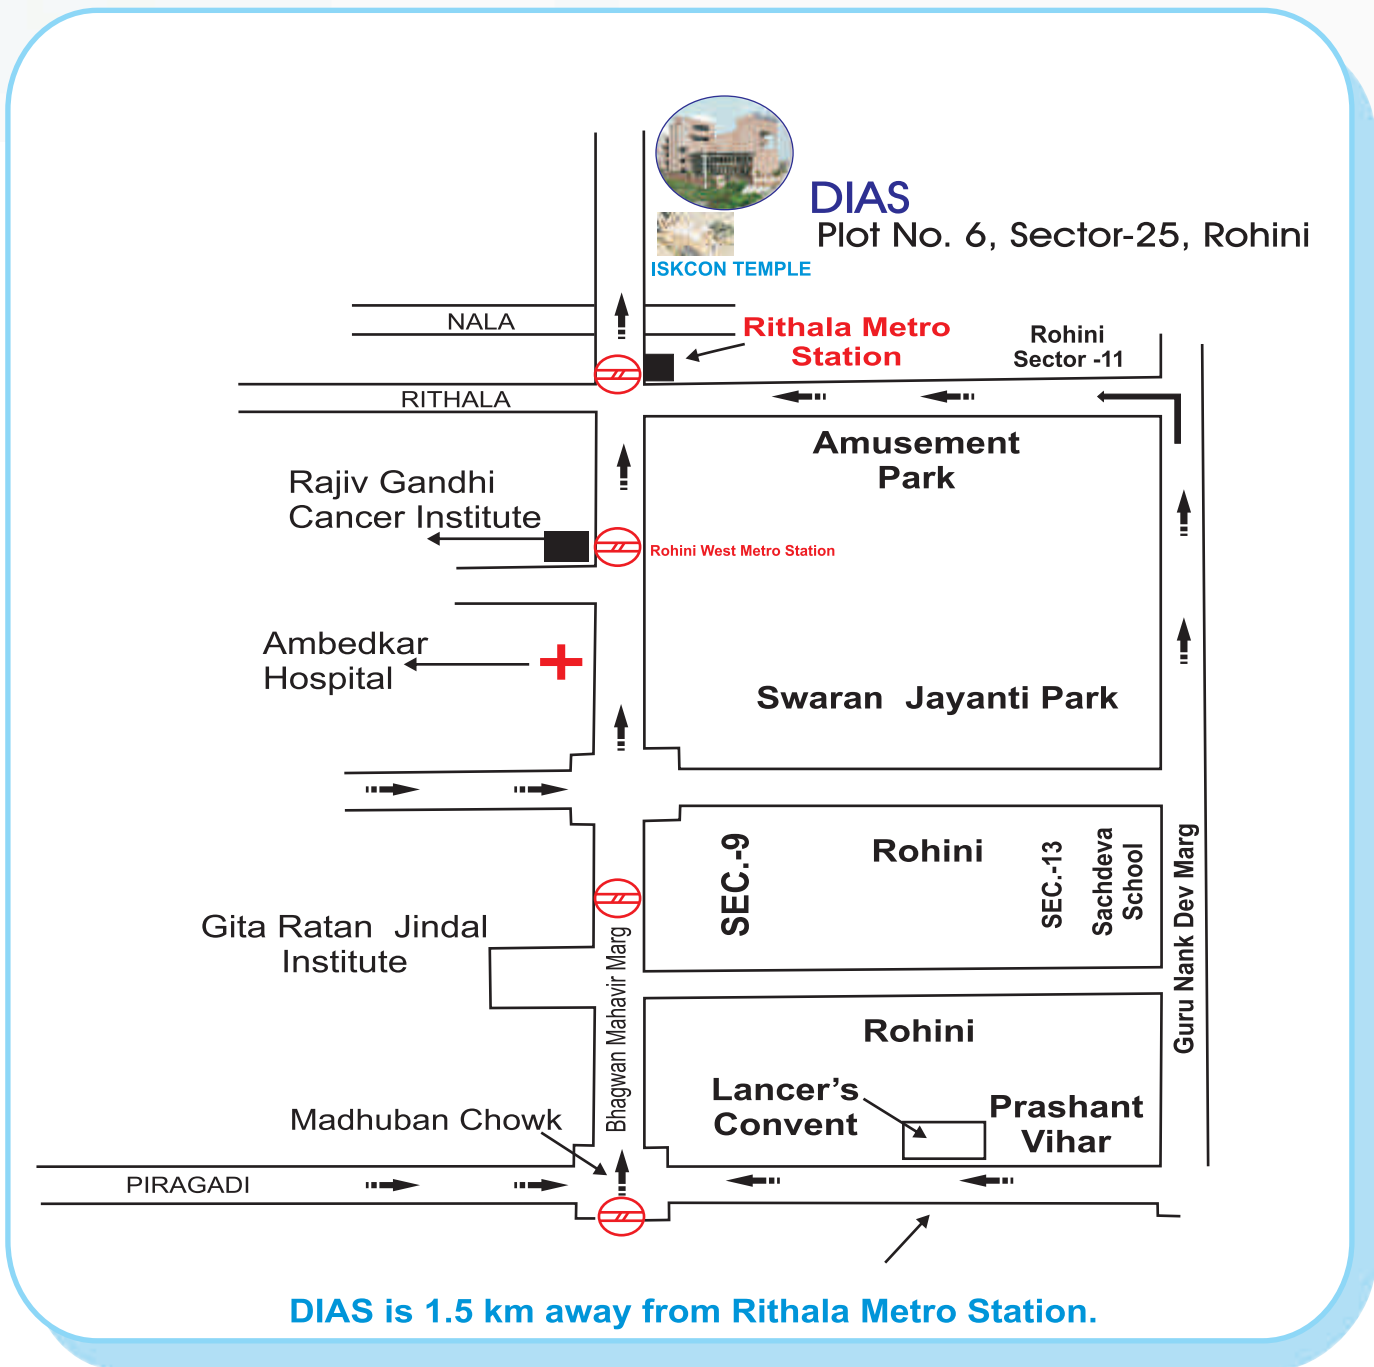 DIAS
Plot No. 6, Sector-25, Rohini
ISKCON TEMPLE
NALA
Rithala Metro
Station
Rohini
Sector -11
RITHALA
Amusement
Park
Rajiv Gandhi
Cancer Institute
Rohini West Metro Station
Ambedkar
Hospital
Swaran Jayanti Park
SEC.-9
Rohini
SEC.-13
Sachdeva
School
Guru Nank Dev Marg
Gita Ratan Jindal
Institute
Bhagwan Mahavir Marg
Rohini
Lancer’s
Convent
Prashant
Vihar
Madhuban Chowk
PIRAGADI
DIAS is 1.5 km away from Rithala Metro Station.